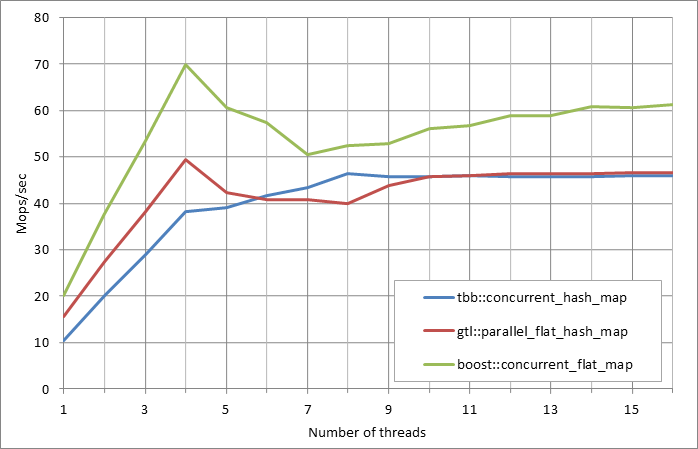 80
70
60
50
40
30
20
10
0
Mops/sec
tbb::concurrent_hash_map
gtl::parallel_flat_hash_map
boost::concurrent_flat_map
1 3 5 7 9 11 13 15
Number of threads